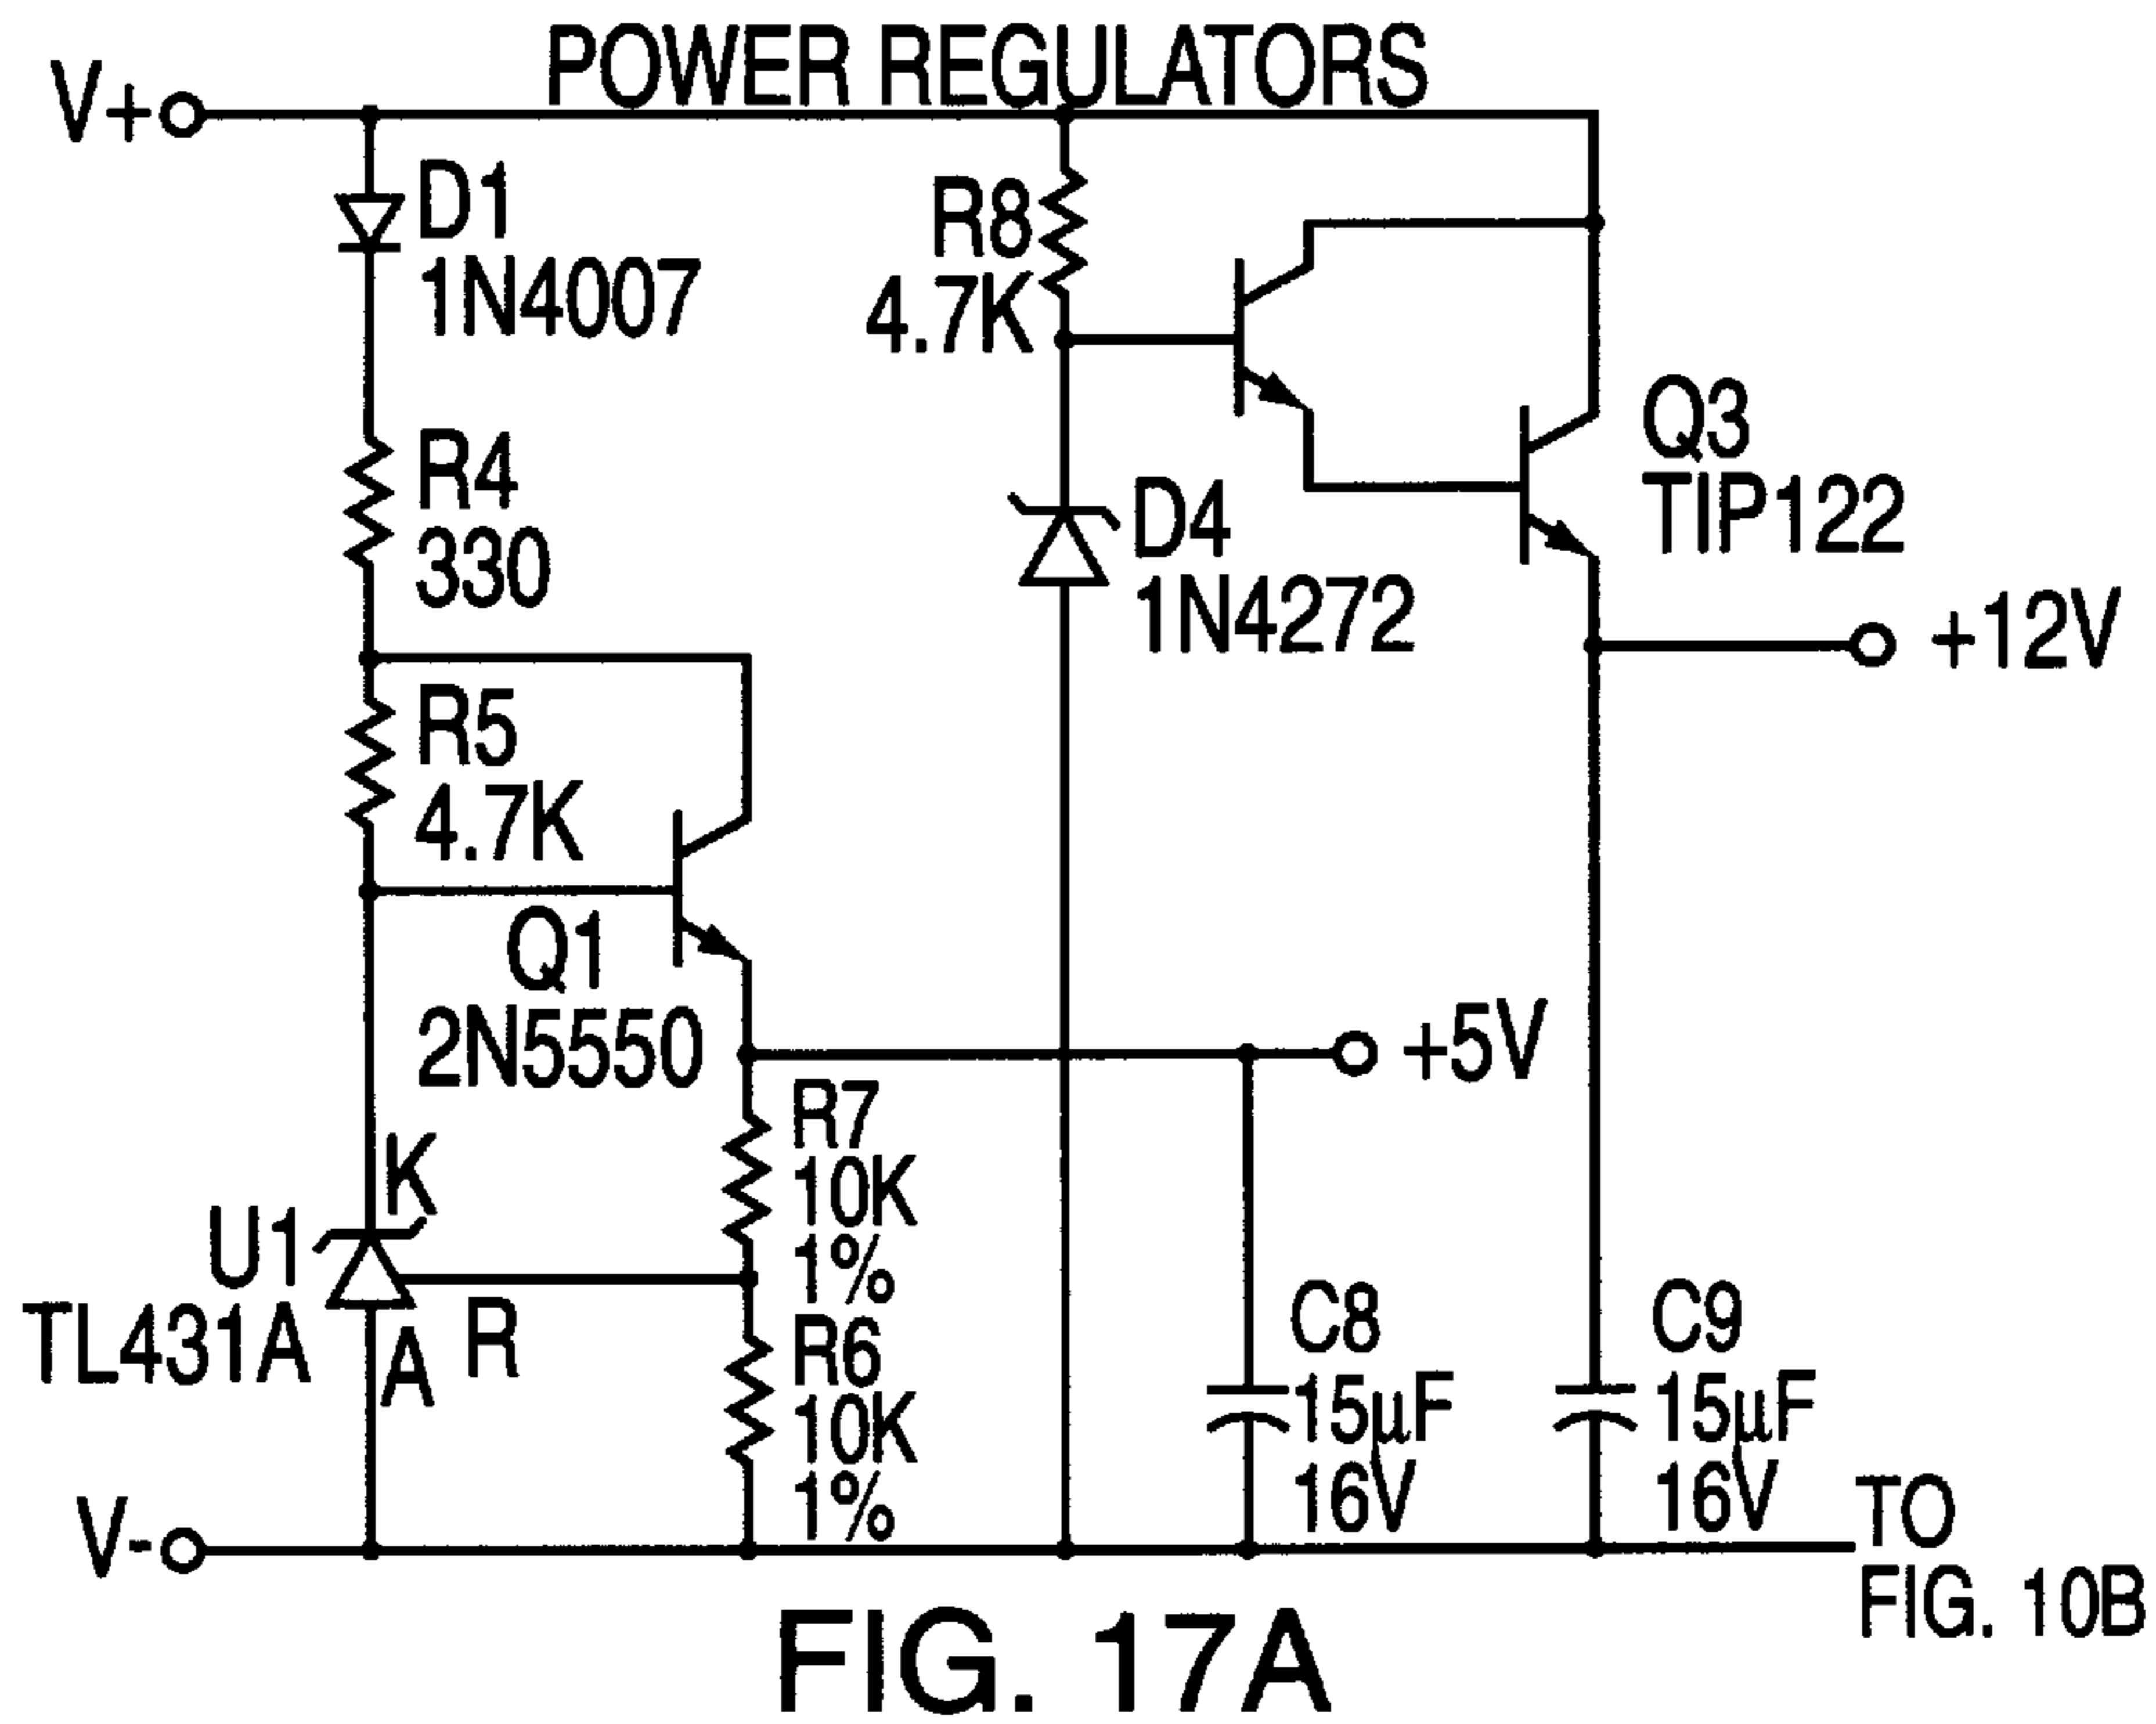 POWER REGULATORS
V+
D1
1N4007
R8
4.7K
Q3
TIP122
R4
330
D4
1N4272
+12V
R5
4.7K
Q1
2N5550
+5V
K
R7
10K
1%
U1
TL431A
A
R
R6
10K
1%
C8
15µF
16V
C9
15µF
16V
V-
TO
FIG. 10B
FIG. 17A